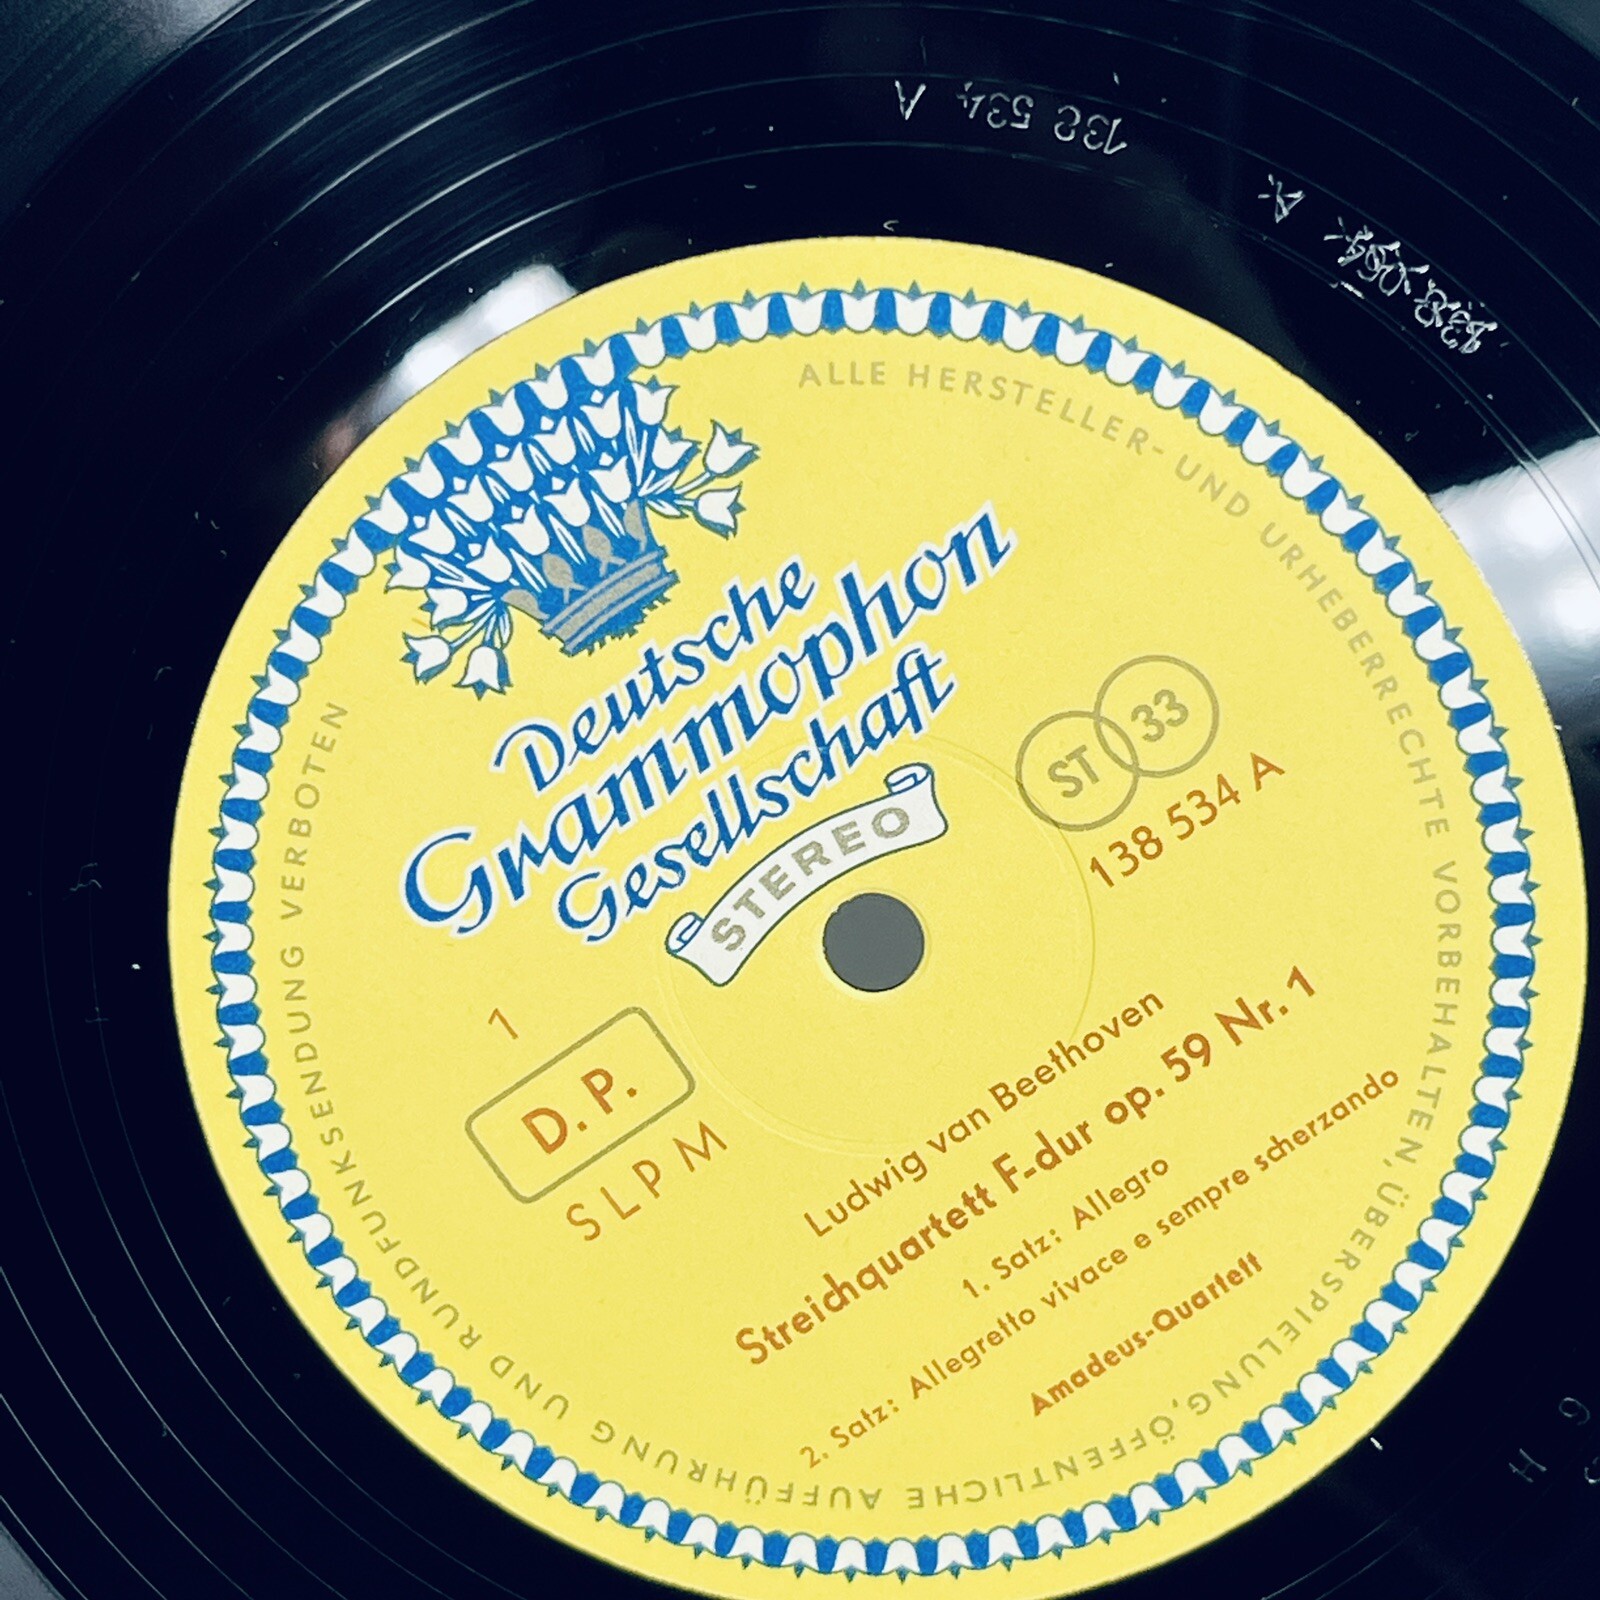 138 534 A
ALLE HERSTELLER- UND URHEBERRECHTE VORBEHALTEN, ÜBERSPIELUNG, ÖFFENTLICHE AUFFÜHRUNG UND RUNDFUNKSENDUNG VERBOTEN
Deutsche
Grammophon
Gesellschaft
STEREO
ST 33
138 534 A
1
D. P.
SLPM
Ludwig van Beethoven
Streichquartett F-dur op. 59 Nr. 1
1. Satz: Allegro
2. Satz: Allegretto vivace e sempre scherzando
Amadeus-Quartett